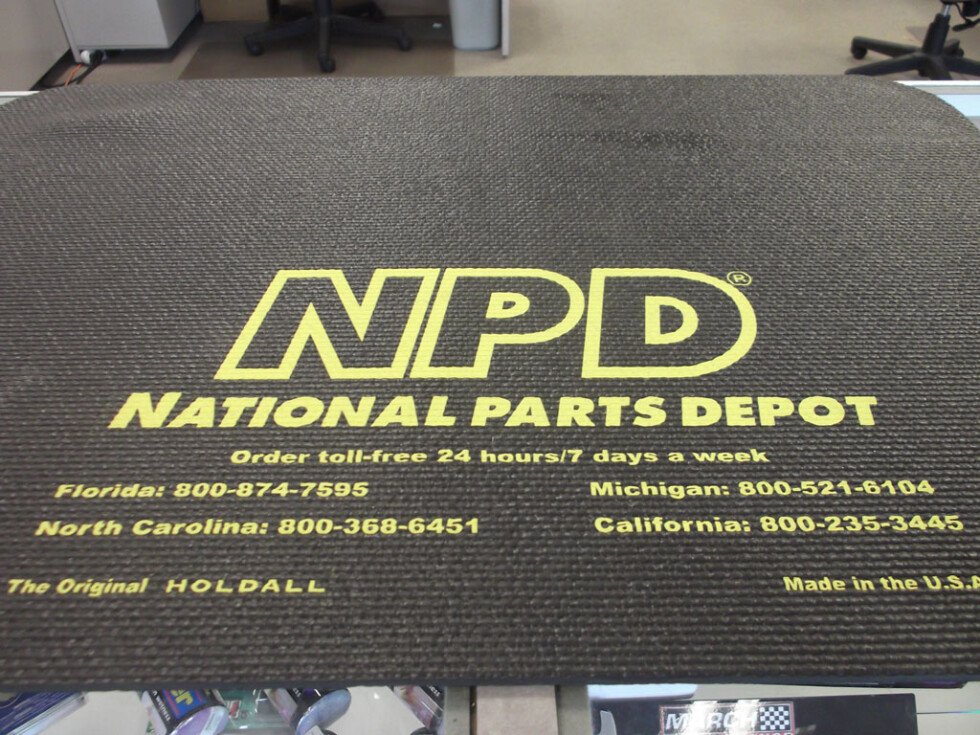 NPD®
NATIONAL PARTS DEPOT
Order toll-free 24 hours/7 days a week
Florida: 800-874-7595
Michigan: 800-521-6104
North Carolina: 800-368-6451
California: 800-235-3445
The Original HOLDALL
Made in the U.S.A
MARCH